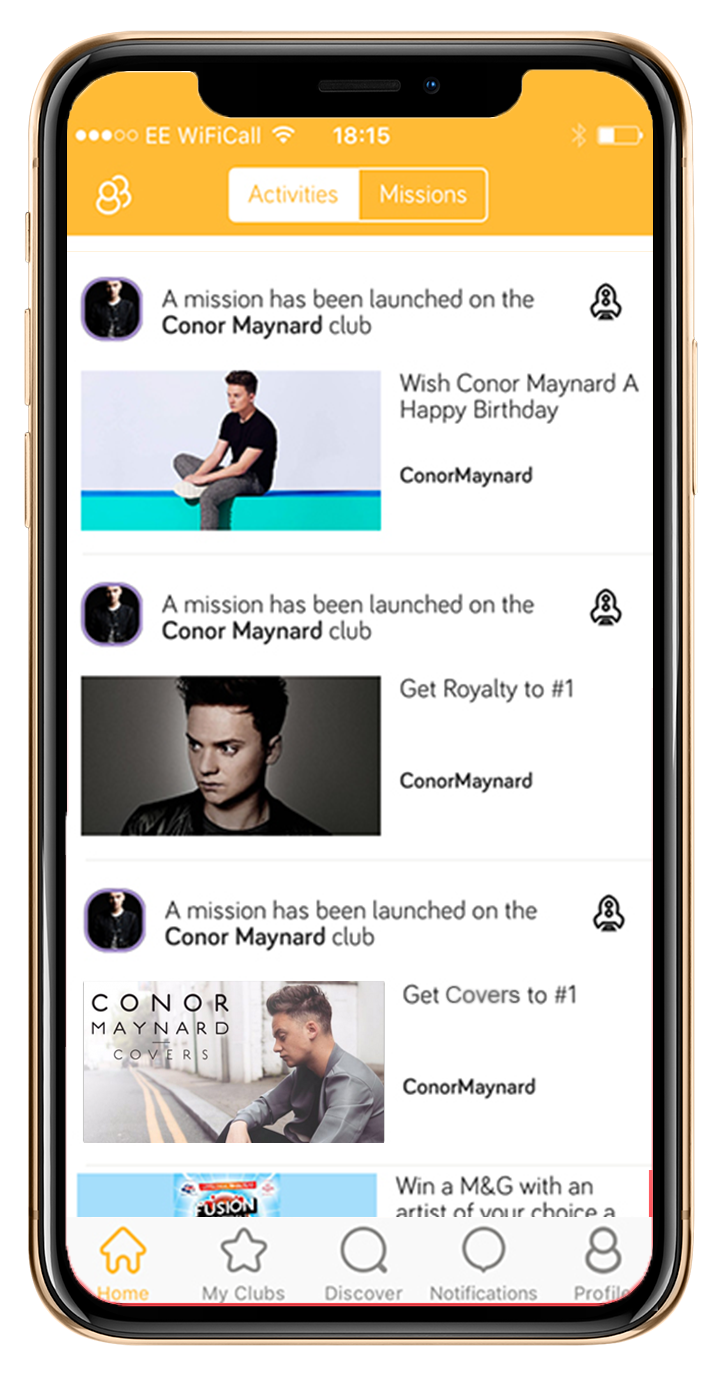 EE WiFiCall 18:15
Activities Missions
A mission has been launched on the
Conor Maynard club
Wish Conor Maynard A
Happy Birthday
ConorMaynard
A mission has been launched on the
Conor Maynard club
Get Royalty to #1
ConorMaynard
A mission has been launched on the
Conor Maynard club
CONOR
MAYNARD
COVERS
Get Covers to #1
ConorMaynard
FUSION
Win a M&G with an
artist of your choice a
Home My Clubs Discover Notifications Profile